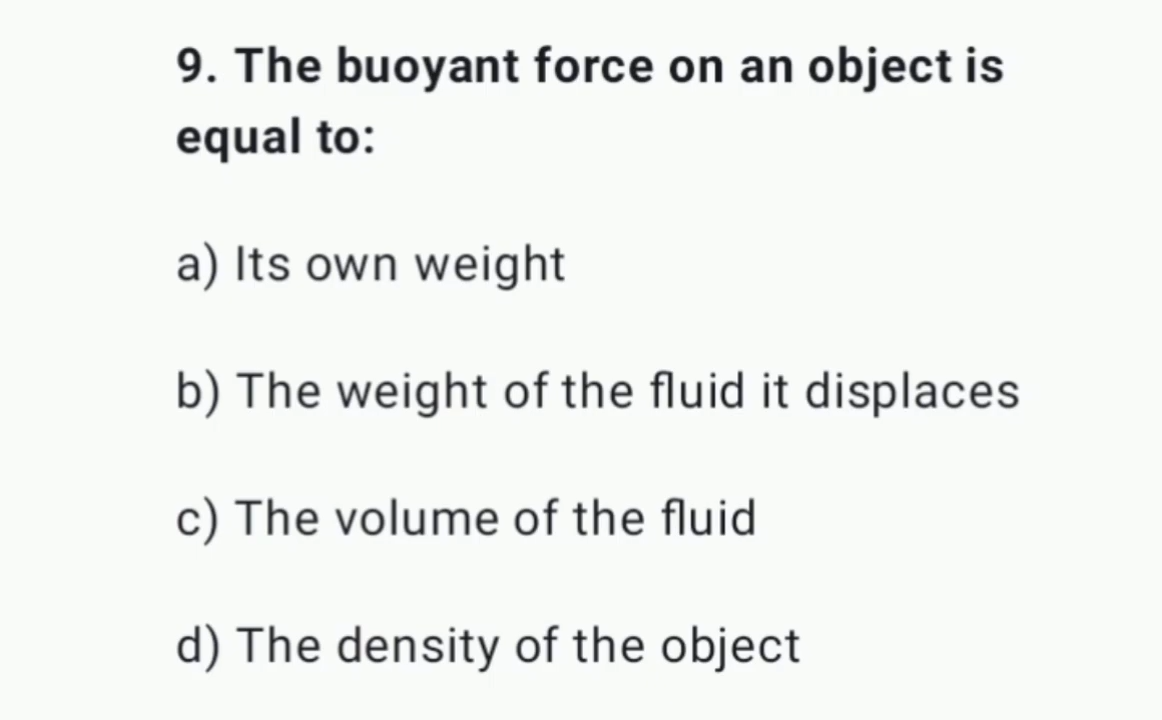 9. The buoyant force on an object is
equal to:
a) Its own weight
b) The weight of the fluid it displaces
c) The volume of the fluid
d) The density of the object